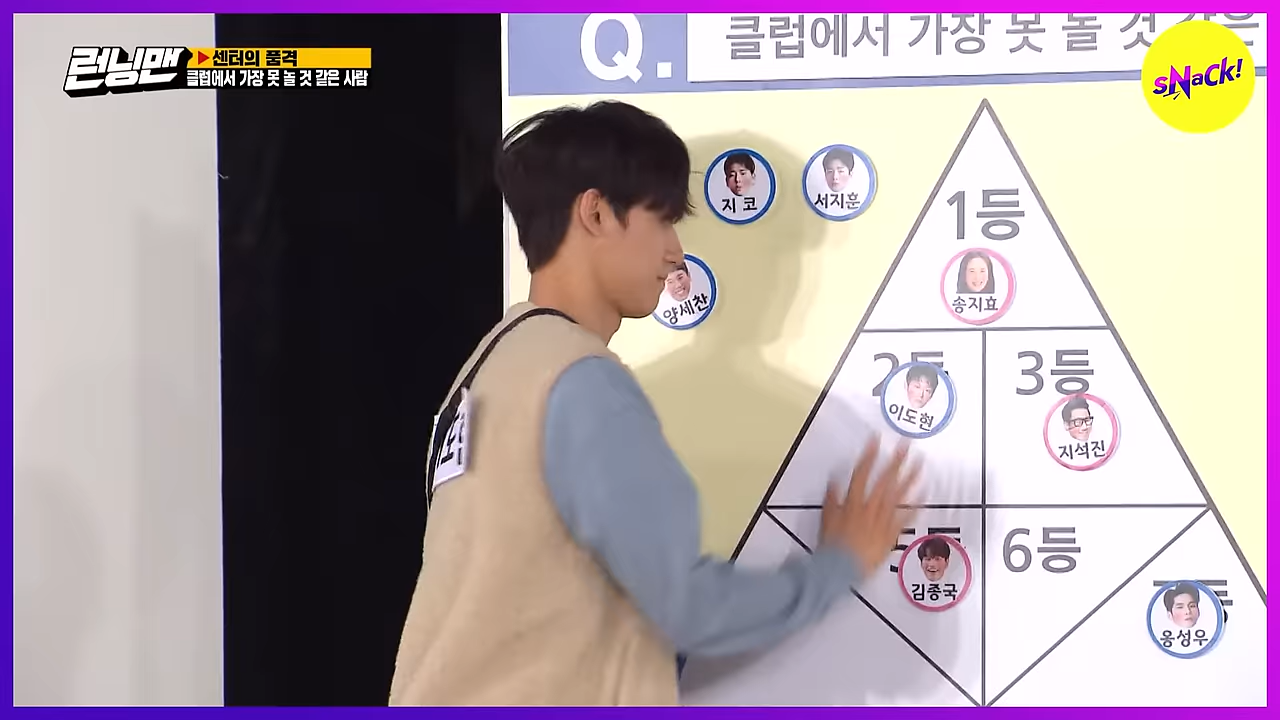 런닝맨
센터의 품격
클럽에서 가장 못 놀 것 같은 사람
Q. 클럽에서 가장 못 놀 것 같은
sNaCk!
지 코
서지훈
양세찬
1등
송지효
2등
이도현
3등
지석진
5등
김종국
6등
옹성우